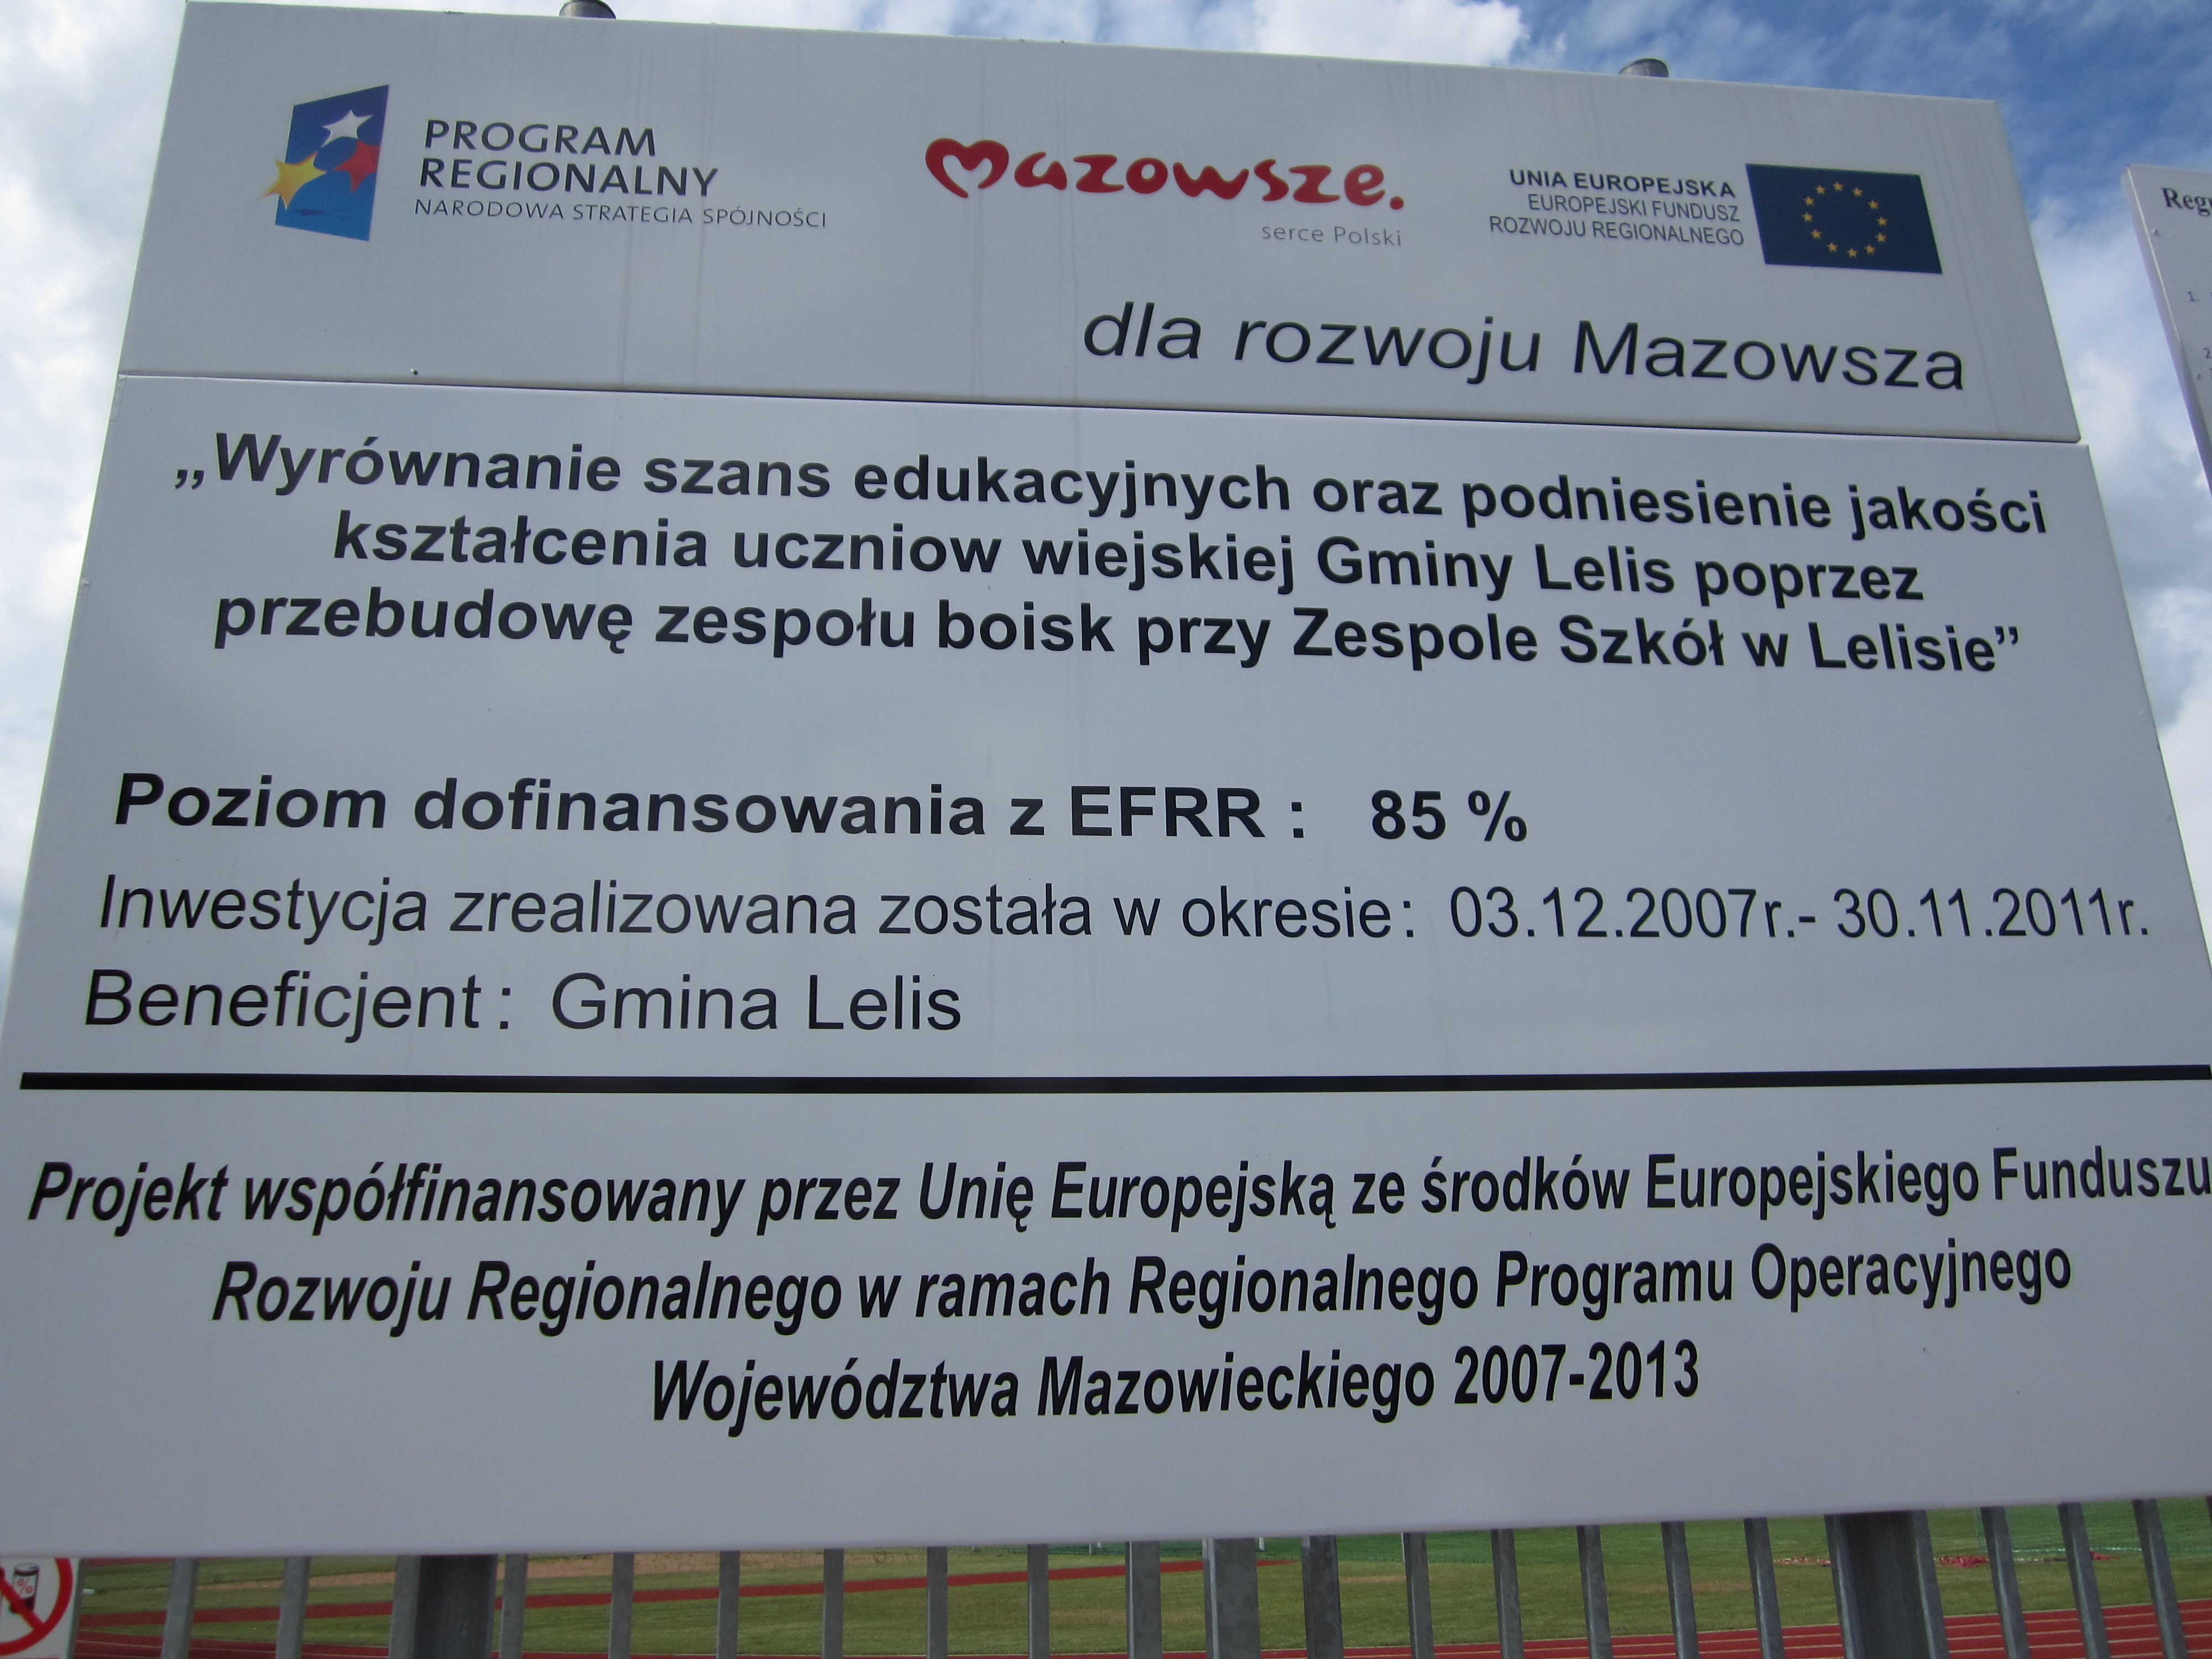 PROGRAM
REGIONALNY
NARODOWA STRATEGIA SPÓJNOŚCI
mazowsze.
serce Polski
UNIA EUROPEJSKA
EUROPEJSKI FUNDUSZ
ROZWOJU REGIONALNEGO
dla rozwoju Mazowsza
„Wyrównanie szans edukacyjnych oraz podniesienie jakości
kształcenia uczniow wiejskiej Gminy Lelis poprzez
przebudowę zespołu boisk przy Zespole Szkół w Lelisie”
Poziom dofinansowania z EFRR : 85 %
Inwestycja zrealizowana została w okresie: 03.12.2007r.- 30.11.2011r.
Beneficjent: Gmina Lelis
Projekt współfinansowany przez Unię Europejską ze środków Europejskiego Funduszu
Rozwoju Regionalnego w ramach Regionalnego Programu Operacyjnego
Województwa Mazowieckiego 2007-2013
1.
2
%